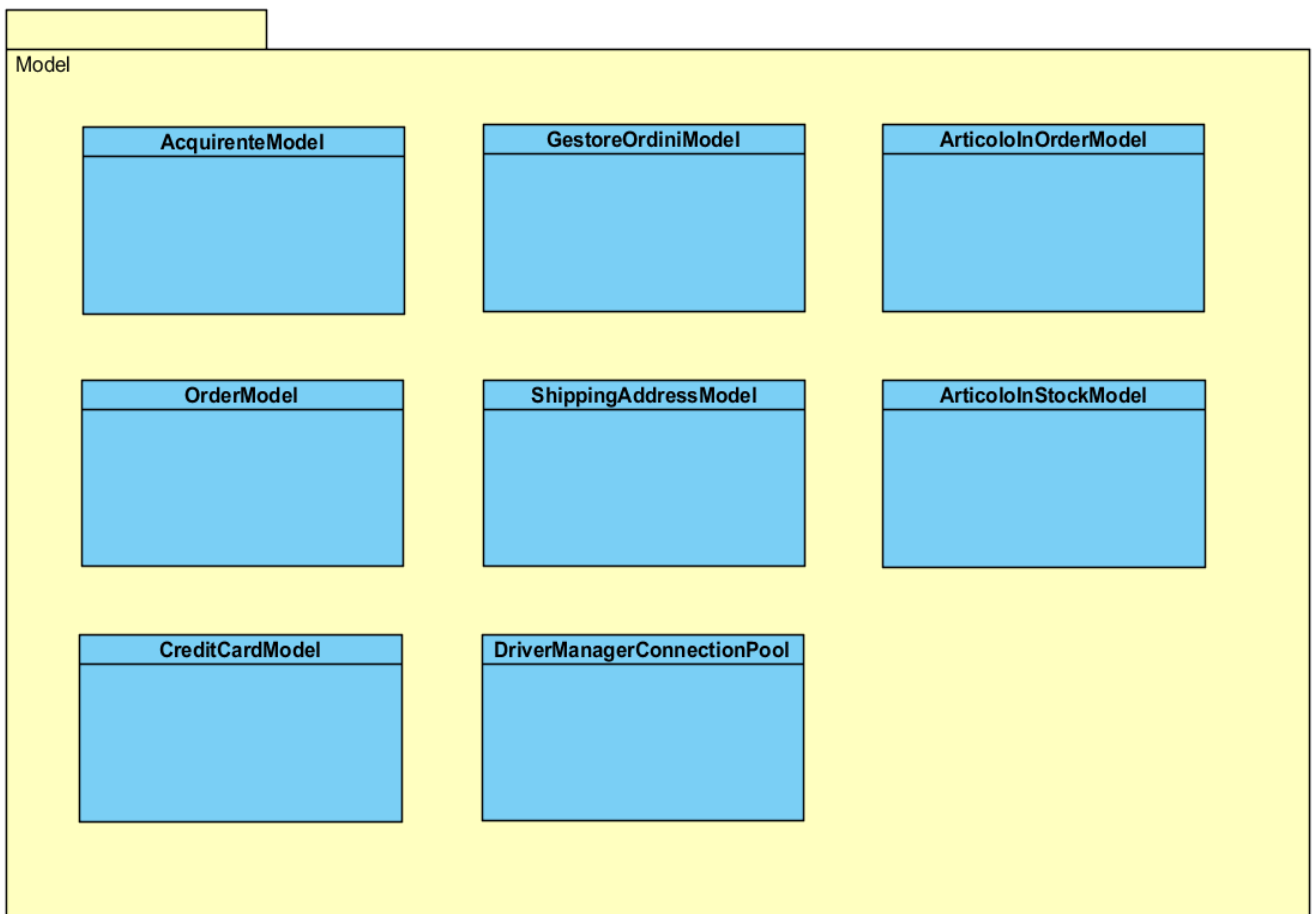 Model
AcquirenteModel
GestoreOrdiniModel
ArticoloInOrderModel
OrderModel
ShippingAddressModel
ArticoloInStockModel
CreditCardModel
DriverManagerConnectionPool